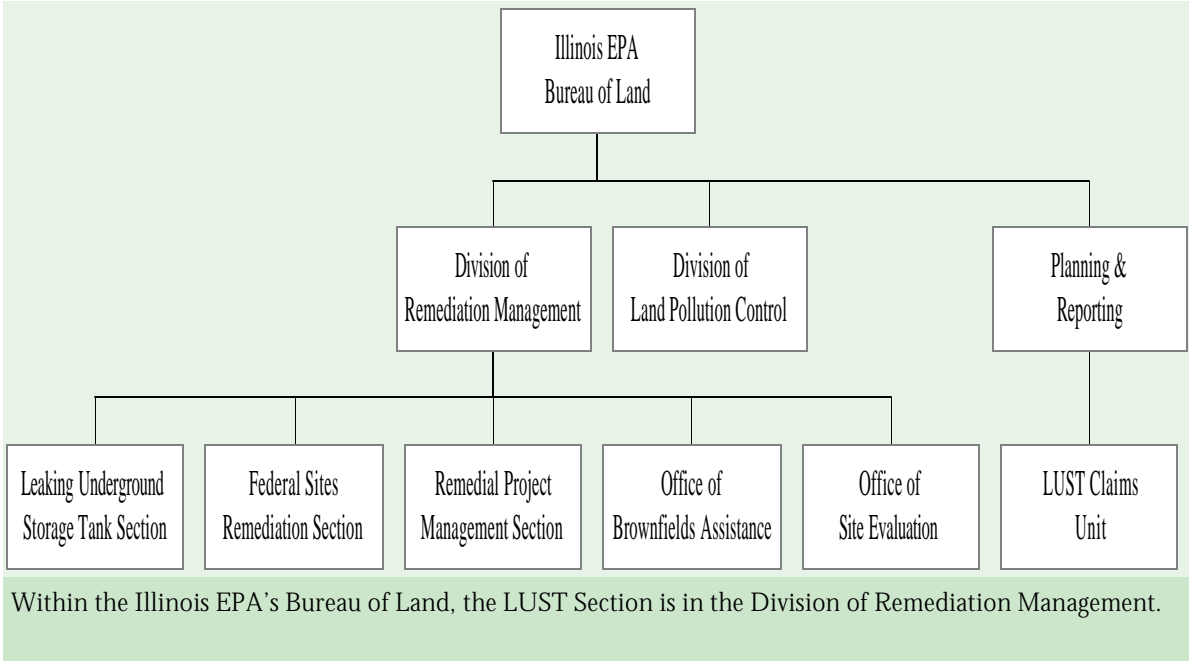 Illinois EPA
Bureau of Land
Division of
Remediation Management
Division of
Land Pollution Control
Planning &
Reporting
Leaking Underground
Storage Tank Section
Federal Sites
Remediation Section
Remedial Project
Management Section
Office of
Brownfields Assistance
Office of
Site Evaluation
LUST Claims
Unit
Within the Illinois EPA’s Bureau of Land, the LUST Section is in the Division of Remediation Management.